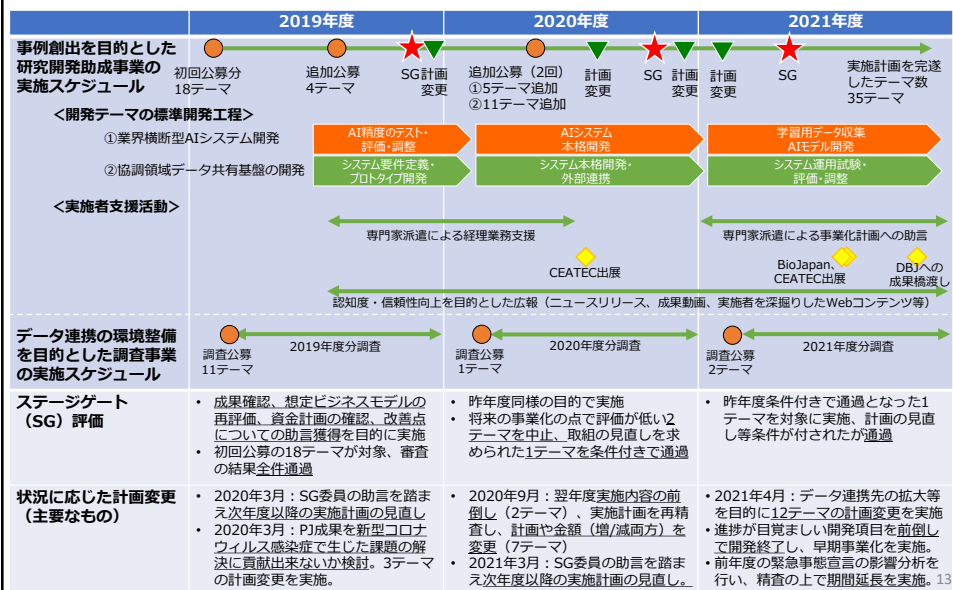 2019年度
2020年度
2021年度
事例創出を目的とした
研究開発助成事業の
実施スケジュール
初回公募分
18テーマ
追加公募
4テーマ
SG
計画
変更
追加公募（2回）
①5テーマ追加
②11テーマ追加
計画
変更
SG
計画
変更
計画
変更
SG
実施計画を完遂
したテーマ数
35テーマ
＜開発テーマの標準開発工程＞
①業界横断型AIシステム開発
AI精度のテスト・
評価・調整
AIシステム
本格開発
学習用データ収集
AIモデル開発
②協調領域データ共有基盤の開発
システム要件定義・
プロトタイプ開発
システム本格開発・
外部連携
システム運用試験・
評価・調整
＜実施者支援活動＞
専門家派遣による経理業務支援
専門家派遣による事業化計画への助言
CEATEC出展
BioJapan、
CEATEC出展
DBJへの
成果橋渡し
認知度・信頼性向上を目的とした広報（ニュースリリース、成果動画、実施者を深掘りしたWebコンテンツ等）
データ連携の環境整備
を目的とした調査事業
の実施スケジュール
調査公募
11テーマ
2019年度分調査
調査公募
1テーマ
2020年度分調査
調査公募
2テーマ
2021年度分調査
ステージゲート
（SG）評価
• 成果確認、想定ビジネスモデルの
再評価、資金計画の確認、改善点
についての助言獲得を目的に実施
• 初回公募の18テーマが対象、審査
の結果全件通過
• 昨年度同様の目的で実施
• 将来の事業化の点で評価が低い2
テーマを中止、取組の見直しを求
められた1テーマを条件付きで通過
• 昨年度条件付きで通過となった1
テーマを対象に実施、計画の見直
し等条件が付されたが通過
状況に応じた計画変更
（主要なもの）
• 2020年3月：SG委員の助言を踏ま
え次年度以降の実施計画の見直し
• 2020年3月：PJ成果を新型コロナ
ウィルス感染症で生じた課題の解
決に貢献出来ないか検討。3テーマ
の計画変更を実施。
• 2020年9月：翌年度実施内容の前
倒し（2テーマ）、実施計画を再精
査し、計画や金額（増/減両方）を
変更（7テーマ）
• 2021年3月：SG委員の助言を踏ま
え次年度以降の実施計画の見直し。
• 2021年4月：データ連携先の拡大等
を目的に12テーマの計画変更を実施
• 進捗が目覚ましい開発項目を前倒し
で開発終了し、早期事業化を実施。
• 前年度の緊急事態宣言の影響分析を
行い、精査の上で期間延長を実施。
13